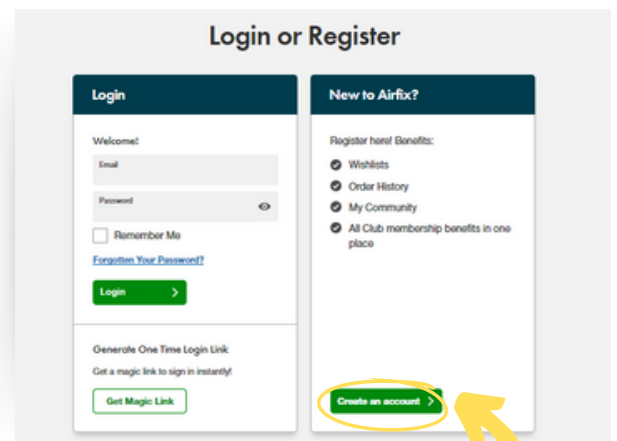 Login or Register
Login
Welcome!
Email
Password
Remember Me
Forgotten Your Password?
Login
Generate One Time Login Link
Get a magic link to sign in instantly!
Get Magic Link
New to Airfix?
Register here! Benefits:
Wishlists
Order History
My Community
All Club membership benefits in one
place
Create an account